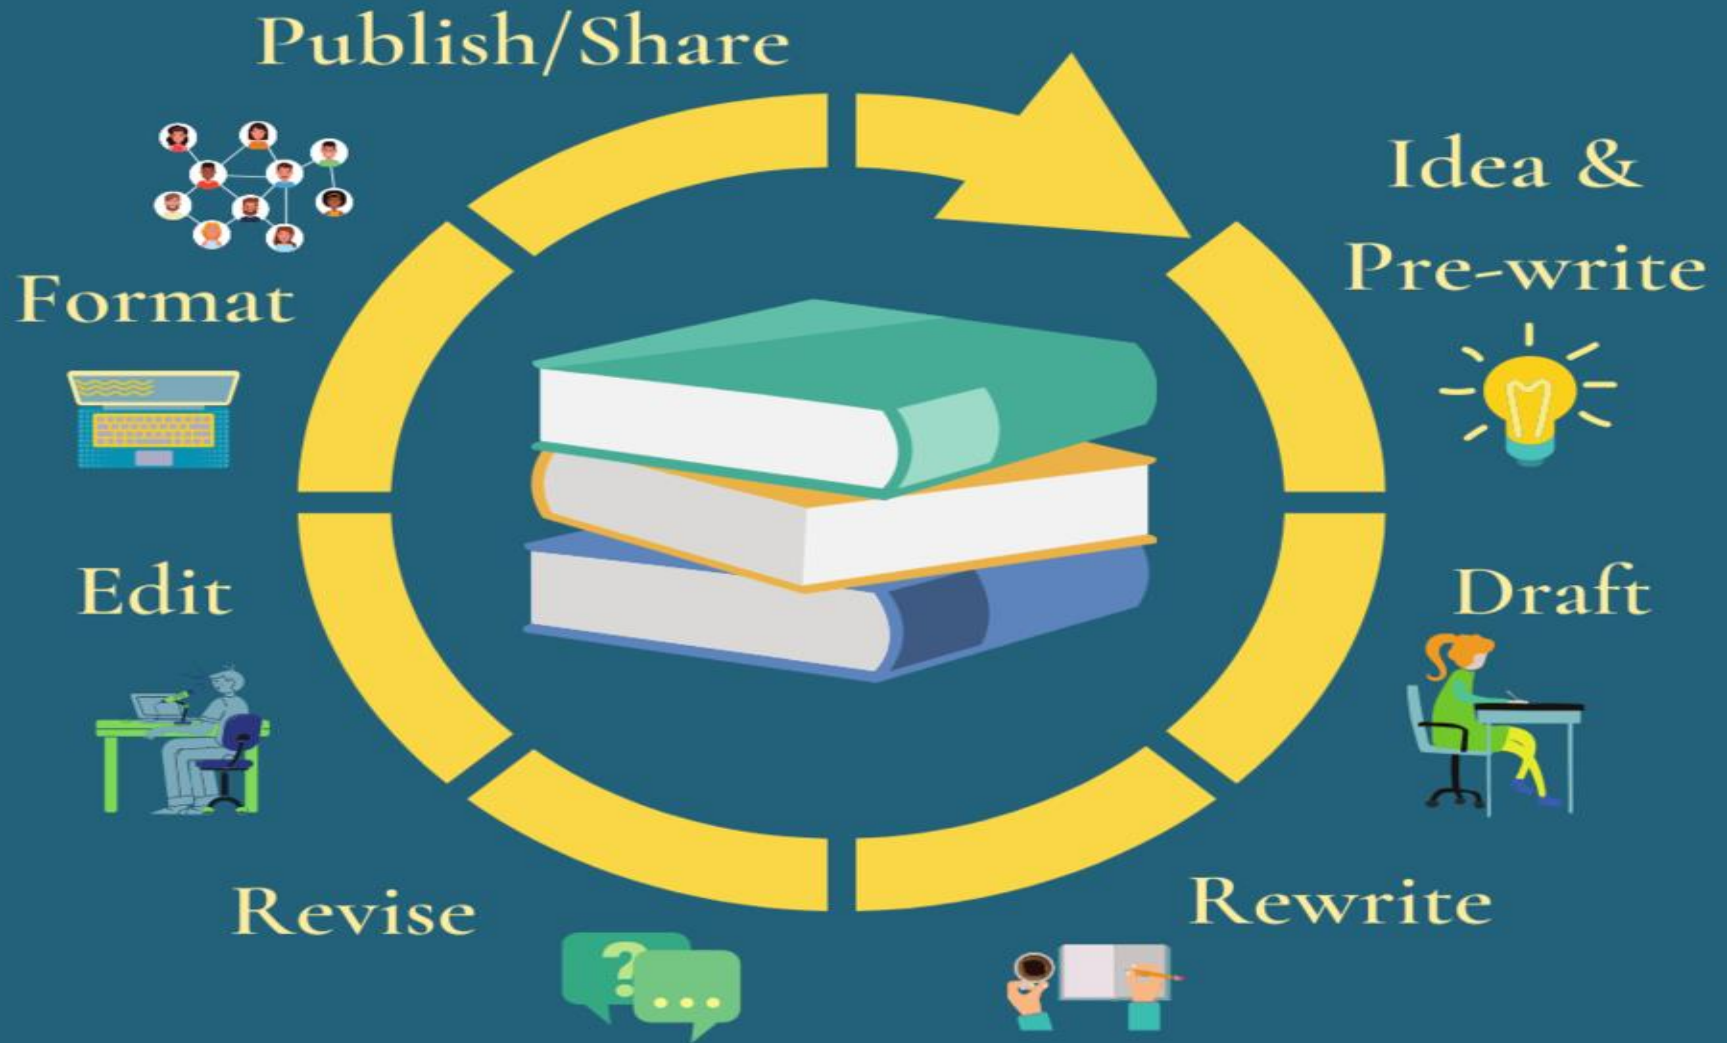 Publish/Share
Idea &
Pre-write
Format
Edit
Draft
Revise
Rewrite
?
...